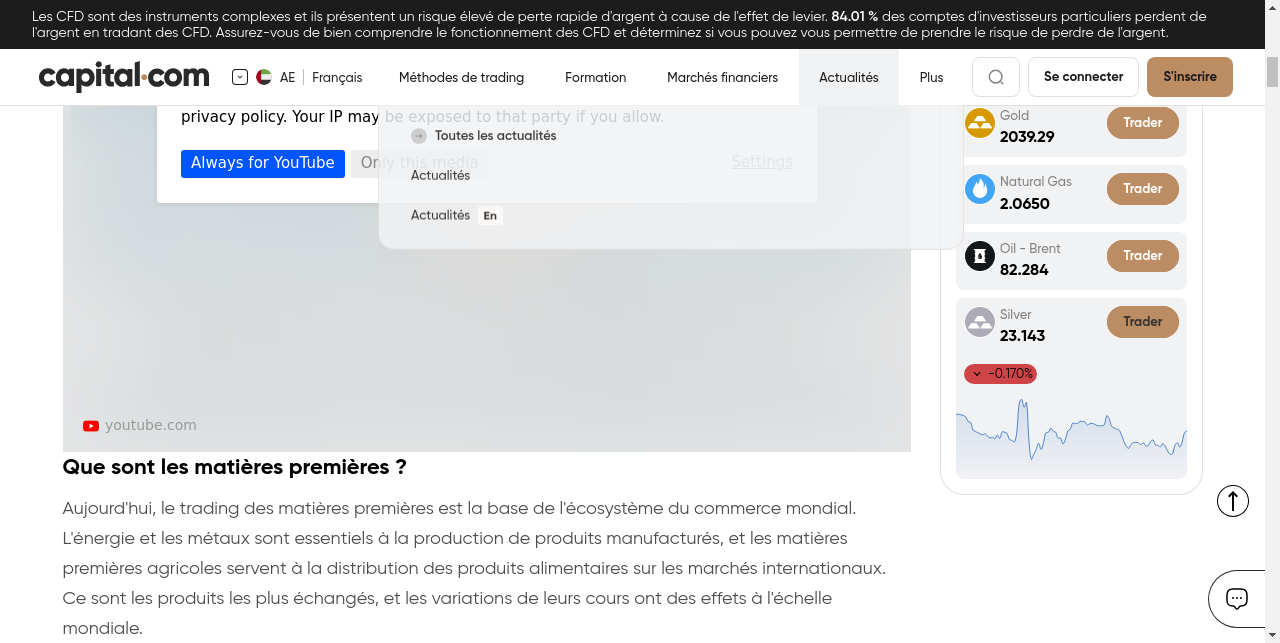 Les CFD sont des instruments complexes et ils présentent un risque élevé de perte rapide d'argent à cause de l'effet de levier. 84.01 % des comptes d'investisseurs particuliers perdent de
l'argent en tradant des CFD. Assurez-vous de bien comprendre le fonctionnement des CFD et déterminez si vous pouvez vous permettre de prendre le risque de perdre de l'argent.
capital.com
AE
Français
Méthodes de trading
Formation
Marchés financiers
Actualités
Plus
Se connecter
S'inscrire
privacy policy. Your IP may be exposed to that party if you allow.
Always for YouTube
Only this media
Settings
Toutes les actualités
Actualités
Actualités En
youtube.com
Gold
2039.29
Trader
Natural Gas
2.0650
Trader
Oil - Brent
82.284
Trader
Silver
23.143
Trader
-0.170%
Que sont les matières premières ?
Aujourd'hui, le trading des matières premières est la base de l'écosystème du commerce mondial.
L'énergie et les métaux sont essentiels à la production de produits manufacturés, et les matières
premières agricoles servent à la distribution des produits alimentaires sur les marchés internationaux.
Ce sont les produits les plus échangés, et les variations de leurs cours ont des effets à l'échelle
mondiale.